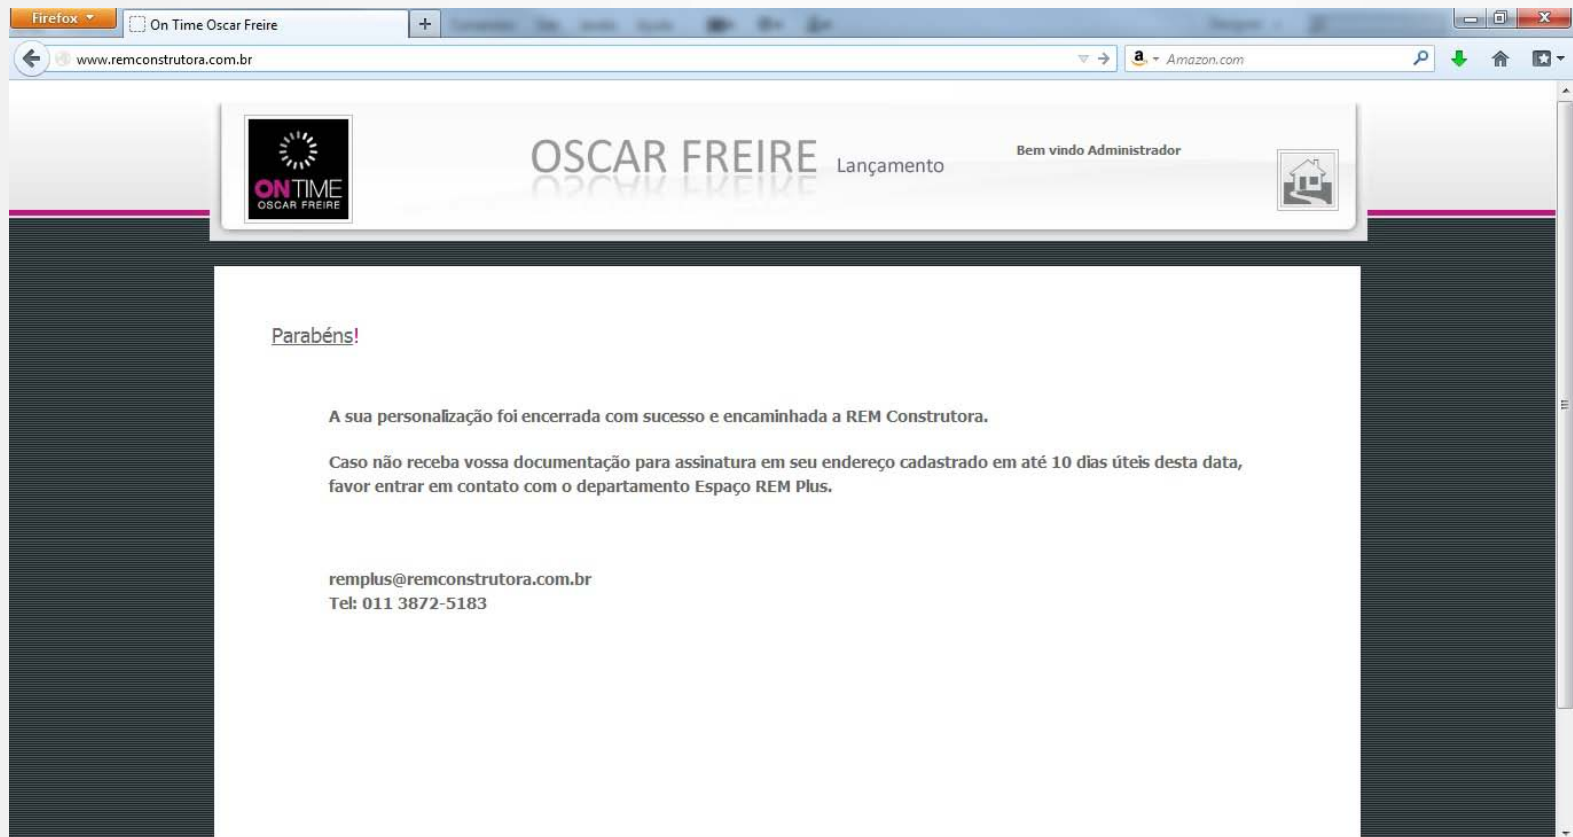 Firefox
On Time Oscar Freire
www.remconstrutora.com.br
Amazon.com
ONTIME
OSCAR FREIRE
OSCAR FREIRE Lançamento
Bem vindo Administrador
Parabéns!
A sua personalização foi encerrada com sucesso e encaminhada a REM Construtora.
Caso não receba vossa documentação para assinatura em seu endereço cadastrado em até 10 dias úteis desta data,
favor entrar em contato com o departamento Espaço REM Plus.
remplus@remconstrutora.com.br
Tel: 011 3872-5183